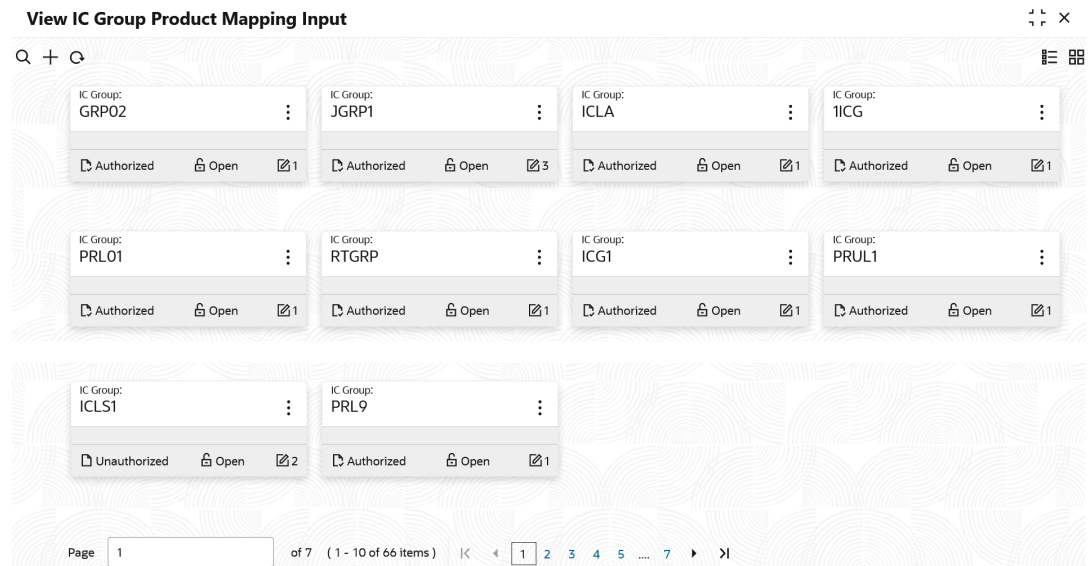 View IC Group Product Mapping Input
IC Group: IC Group: IC Group: IC Group:
GRP02 JGRP1 ICLA 1ICG
Authorized Open 1 Authorized Open 3 Authorized Open 1 Authorized Open 1
IC Group: IC Group: IC Group: IC Group:
PRL01 RTGRP ICG1 PRUL1
Authorized Open 1 Authorized Open 1 Authorized Open 1 Authorized Open 1
IC Group: IC Group:
ICLS1 PRL9
Unauthorized Open 2 Authorized Open 1
Page 1 of 7 ( 1 - 10 of 66 items ) 1 2 3 4 5 .... 7